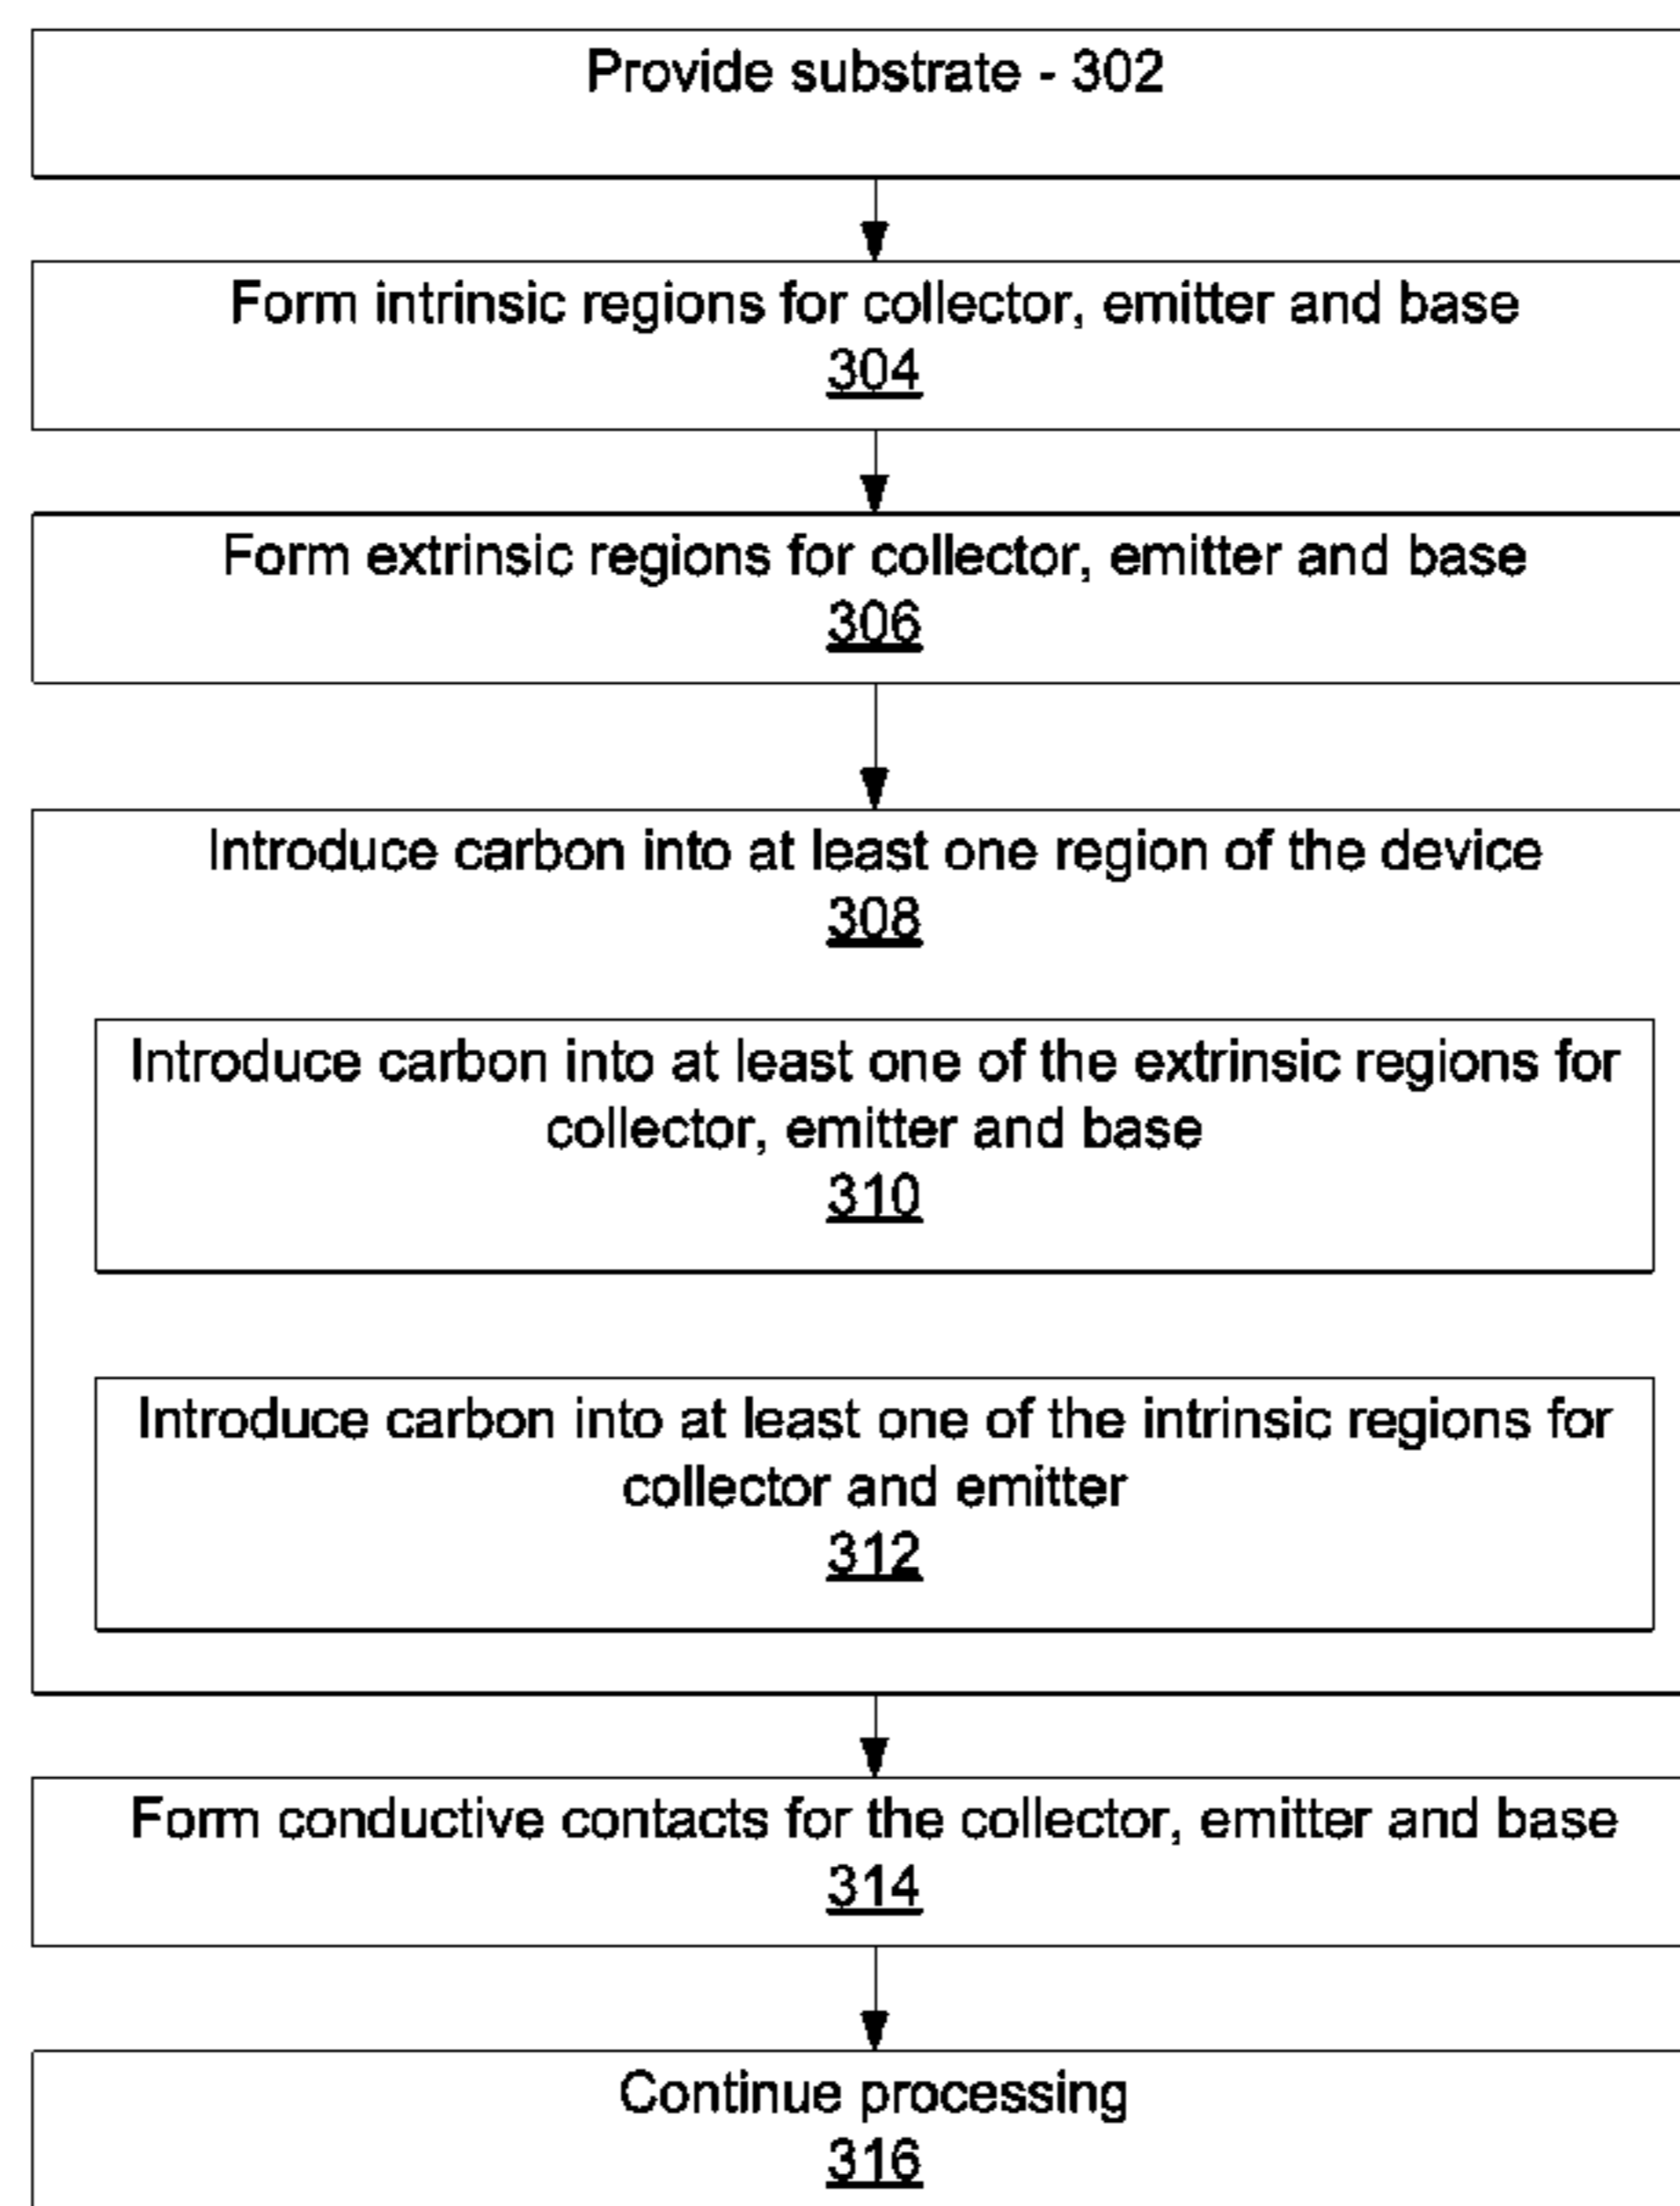 Provide substrate - 302
Form intrinsic regions for collector, emitter and base
304
Form extrinsic regions for collector, emitter and base
306
Introduce carbon into at least one region of the device
308
Introduce carbon into at least one of the extrinsic regions for
collector, emitter and base
310
Introduce carbon into at least one of the intrinsic regions for
collector and emitter
312
Form conductive contacts for the collector, emitter and base
314
Continue processing
316